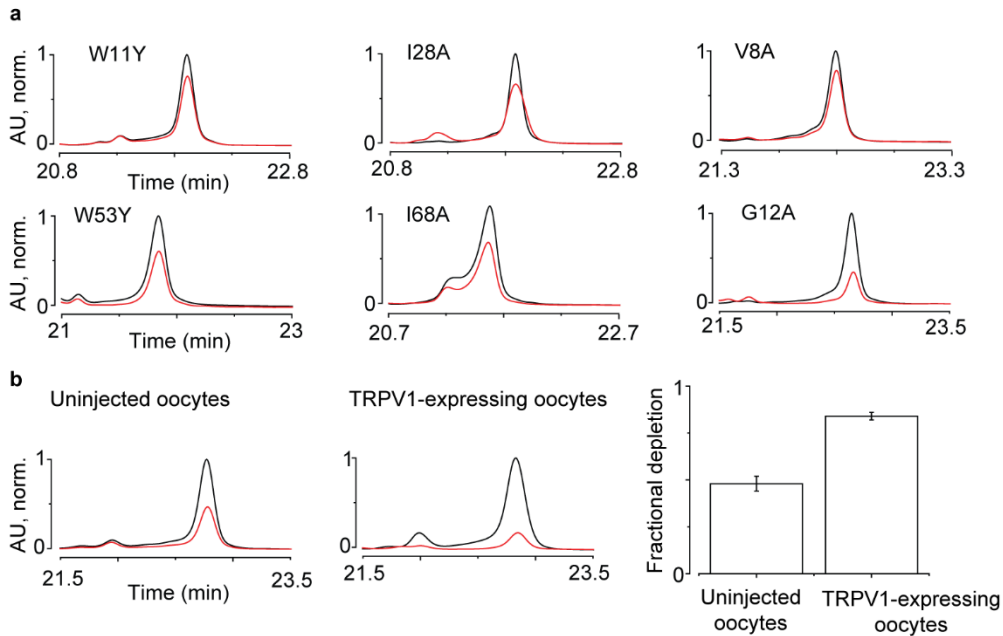 a
W11Y
I28A
V8A
AU, norm.
1
0
20.8
22.8
Time (min)
1
0
20.8
22.8
1
0
21.3
23.3
W53Y
I68A
G12A
AU, norm.
1
0
21
23
Time (min)
1
0
20.7
22.7
1
0
21.5
23.5
b
Uninjected oocytes
TRPV1-expressing oocytes
AU, norm.
1
0
21.5
23.5
Time (min)
1
0
21.5
23.5
Fractional depletion
1
0
Uninjected
oocytes
TRPV1-expressing
oocytes